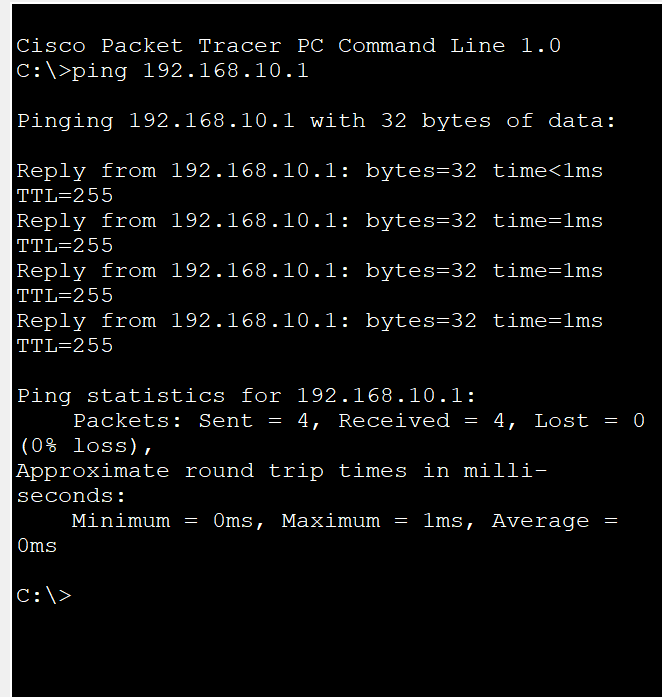 Cisco Packet Tracer PC Command Line 1.0
C:\>ping 192.168.10.1
Pinging 192.168.10.1 with 32 bytes of data:
Reply from 192.168.10.1: bytes=32 time<1ms
TTL=255
Reply from 192.168.10.1: bytes=32 time=1ms
TTL=255
Reply from 192.168.10.1: bytes=32 time=1ms
TTL=255
Reply from 192.168.10.1: bytes=32 time=1ms
TTL=255
Ping statistics for 192.168.10.1:
    Packets: Sent = 4, Received = 4, Lost = 0
(0% loss),
Approximate round trip times in milli-
seconds:
    Minimum = 0ms, Maximum = 1ms, Average =
0ms
C:\>